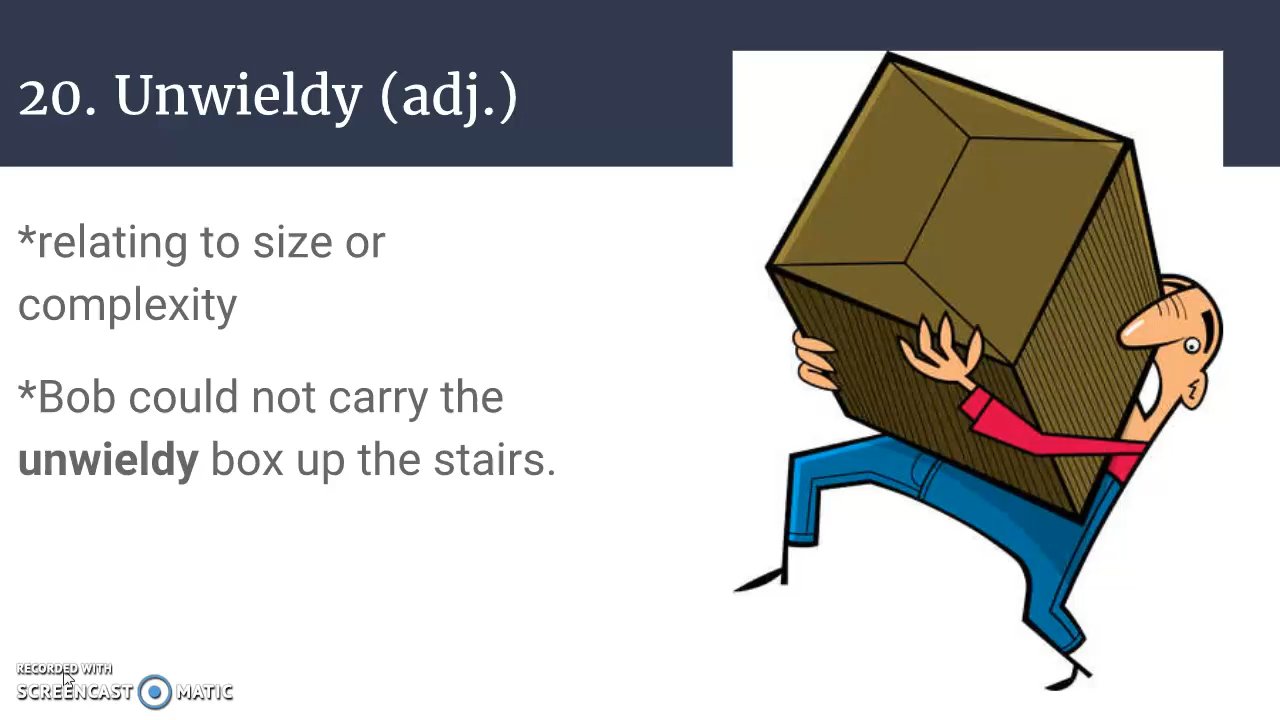 20. Unwieldy (adj.)
*relating to size or
complexity
*Bob could not carry the
unwieldy box up the stairs.
RECORDED WITH
SCREENCAST MATIC